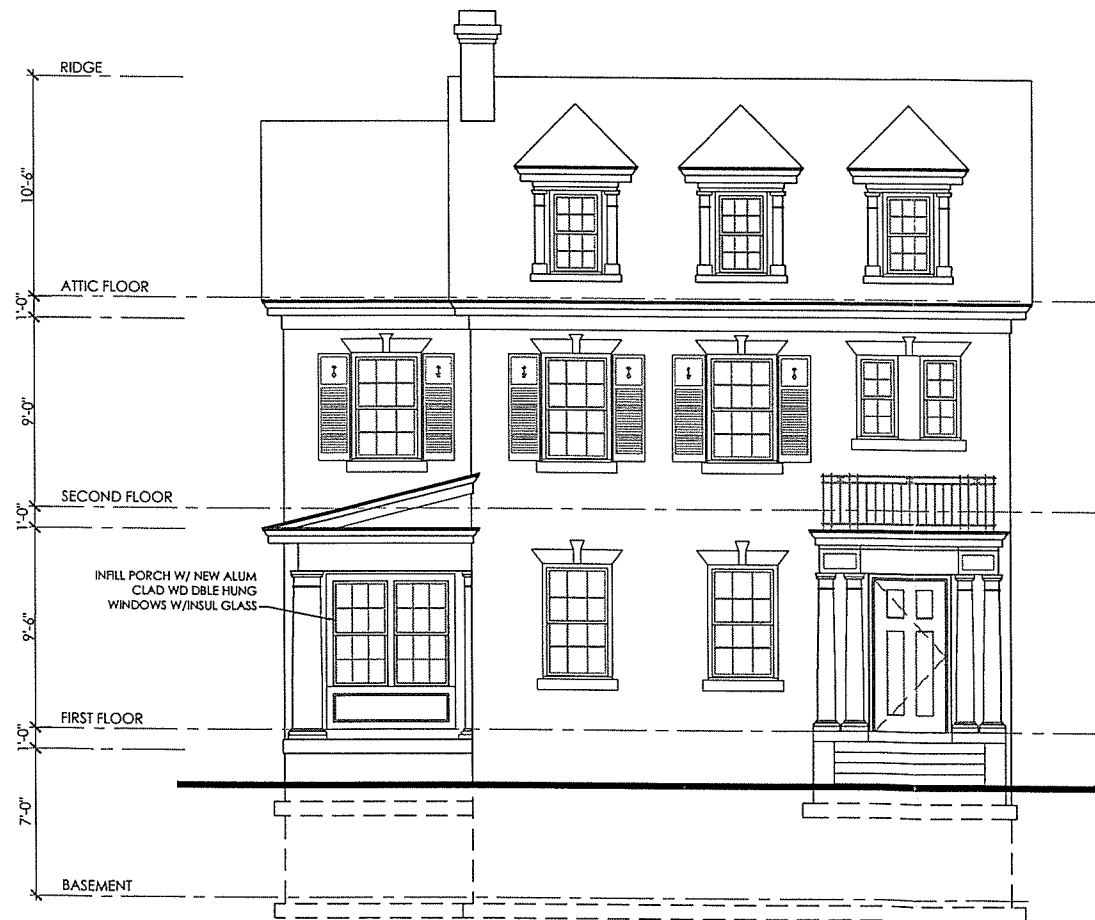 RIDGE
10'-6"
ATTIC FLOOR
1'-0"
9'-0"
SECOND FLOOR
1'-0"
INFILL PORCH W/ NEW ALUM
CLAD WD DBLE HUNG
WINDOWS W/INSUL GLASS
9'-6"
FIRST FLOOR
1'-0"
7'-0"
BASEMENT